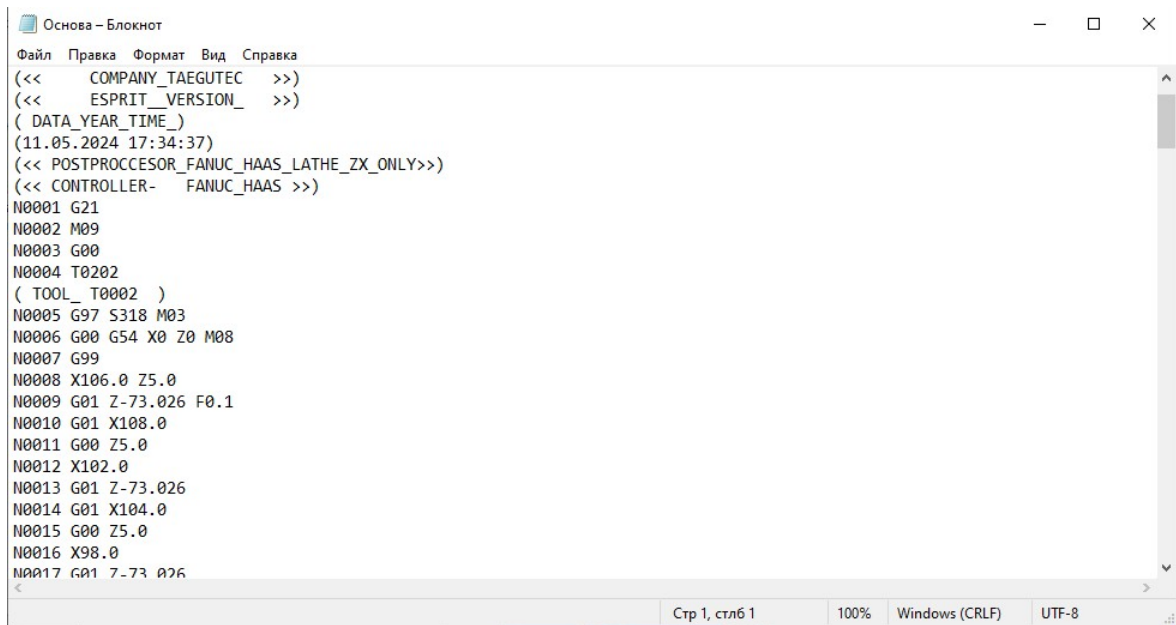 Основа – Блокнот
Файл Правка Формат Вид Справка
(<<     COMPANY_TAEGUTEC   >>)
(<<     ESPRIT__VERSION_   >>)
( DATA_YEAR_TIME_)
(11.05.2024 17:34:37)
(<< POSTPROCCESOR_FANUC_HAAS_LATHE_ZX_ONLY>>)
(<< CONTROLLER-   FANUC_HAAS >>)
N0001 G21
N0002 M09
N0003 G00
N0004 T0202
( TOOL_ T0002  )
N0005 G97 S318 M03
N0006 G00 G54 X0 Z0 M08
N0007 G99
N0008 X106.0 Z5.0
N0009 G01 Z-73.026 F0.1
N0010 G01 X108.0
N0011 G00 Z5.0
N0012 X102.0
N0013 G01 Z-73.026
N0014 G01 X104.0
N0015 G00 Z5.0
N0016 X98.0
N0017 G01 Z-73.026
Стр 1, стлб 1 100% Windows (CRLF) UTF-8